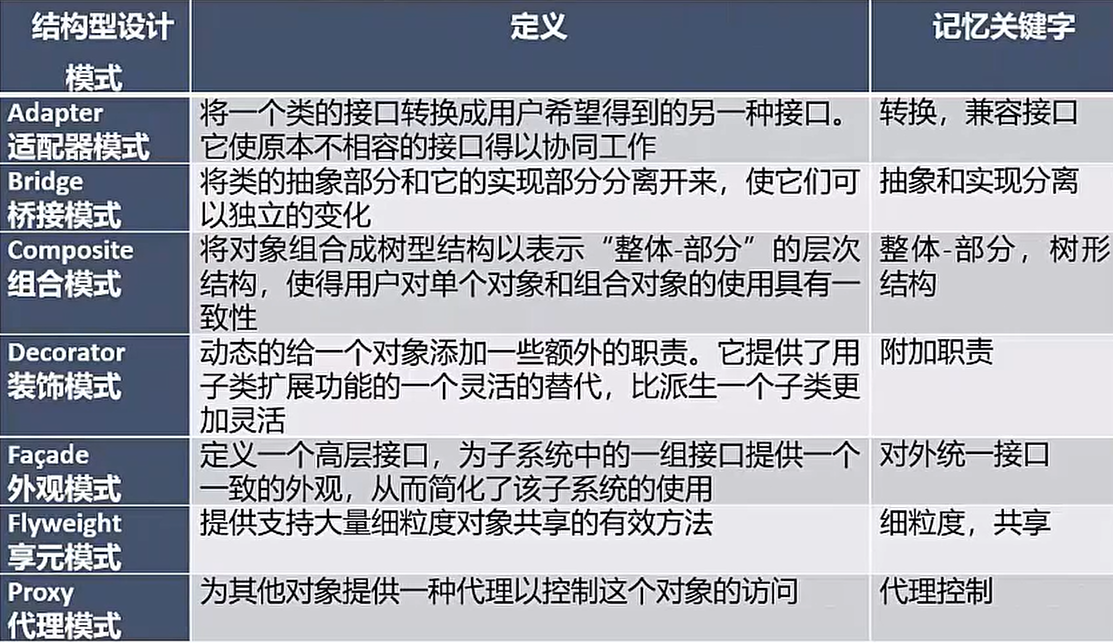 结构型设计 定义 记忆关键字
模式
Adapter 将一个类的接口转换成用户希望得到的另一种接口。 转换，兼容接口
适配器模式 它使原本不相容的接口得以协同工作
Bridge 将类的抽象部分和它的实现部分分离开来，使它们可 抽象和实现分离
桥接模式 以独立的变化
Composite 将对象组合成树型结构以表示“整体-部分”的层次 整体-部分，树形
组合模式 结构，使得用户对单个对象和组合对象的使用具有一 结构
致性
Decorator 动态的给一个对象添加一些额外的职责。它提供了用 附加职责
装饰模式 子类扩展功能的一个灵活的替代，比派生一个子类更
加灵活
Façade 定义一个高层接口，为子系统中的一组接口提供一个 对外统一接口
外观模式 一致的外观，从而简化了该子系统的使用
Flyweight 提供支持大量细粒度对象共享的有效方法 细粒度，共享
享元模式
Proxy 为其他对象提供一种代理以控制这个对象的访问 代理控制
代理模式